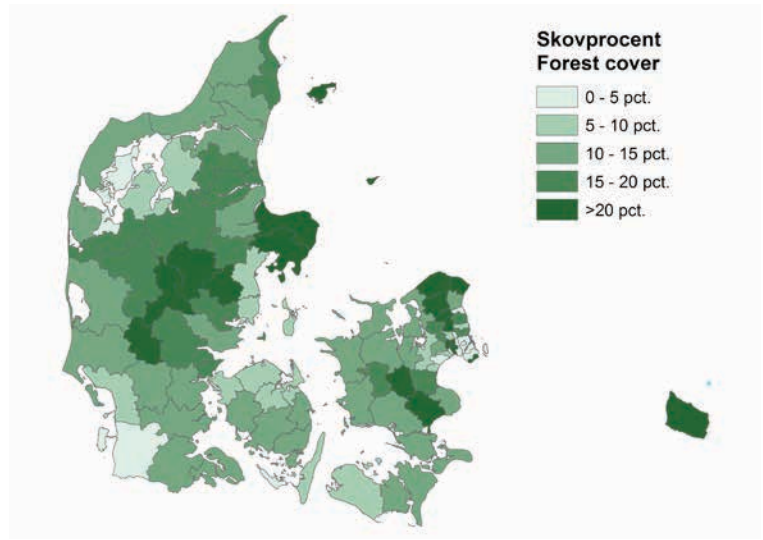 Skovprocent
Forest cover
0 - 5 pct.
5 - 10 pct.
10 - 15 pct.
15 - 20 pct.
>20 pct.